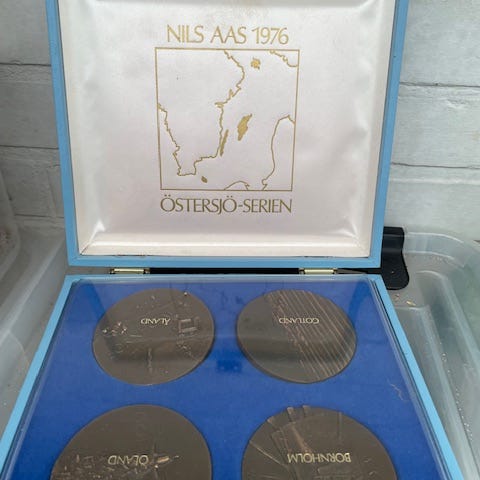 NILS AAS 1976
ÖSTERSJÖ-SERIEN
ÅLAND
GOTLAND
ÖLAND
BORNHOLM